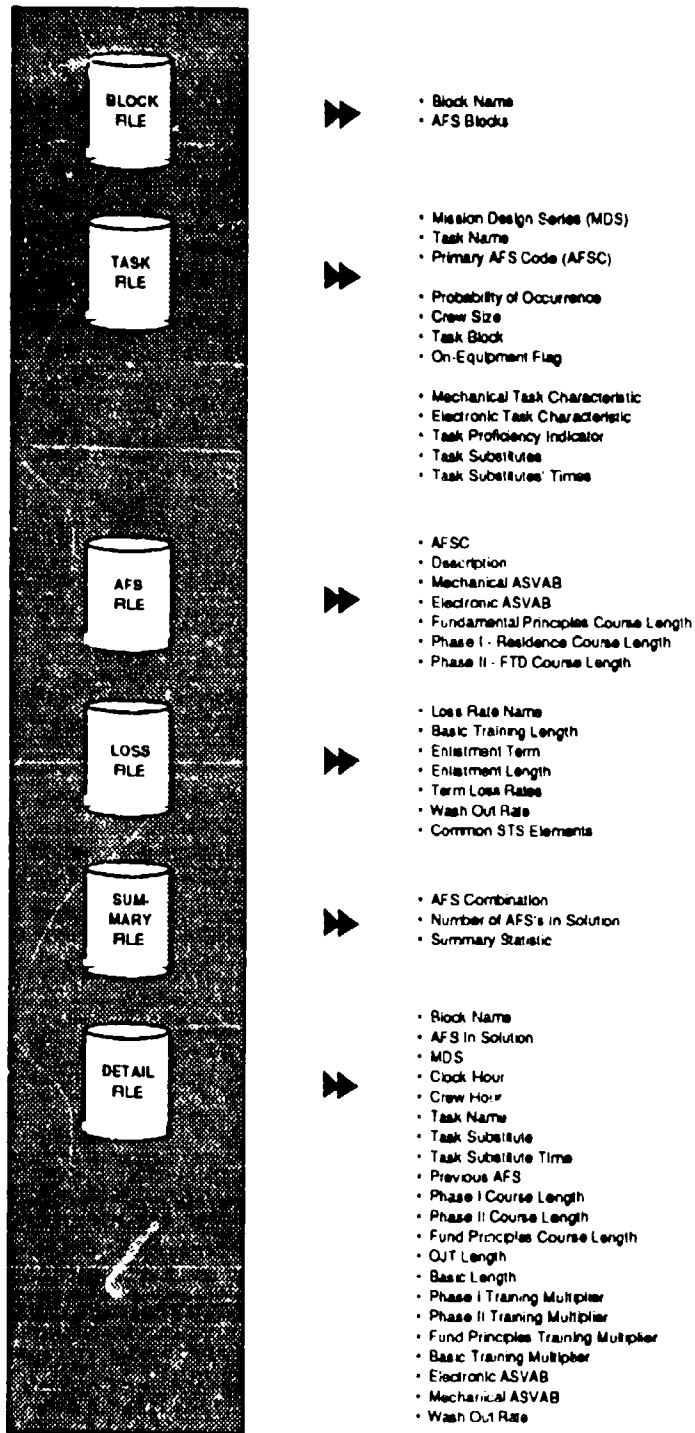 BLOCK
FILE
• Block Name
• AFS Blocks
TASK
FILE
• Mission Design Series (MDS)
• Task Name
• Primary AFS Code (AFSC)
• Probability of Occurrence
• Crew Size
• Task Block
• On-Equipment Flag
• Mechanical Task Characteristic
• Electronic Task Characteristic
• Task Proficiency Indicator
• Task Substitutes
• Task Substitutes' Times
AFS
FILE
• AFSC
• Description
• Mechanical ASVAB
• Electronic ASVAB
• Fundamental Principles Course Length
• Phase I - Residence Course Length
• Phase II - FTD Course Length
LOSS
FILE
• Loss Rate Name
• Basic Training Length
• Enlistment Term
• Enlistment Length
• Term Loss Rates
• Wash Out Rate
• Common STS Elements
SUM-
MARY
FILE
• AFS Combination
• Number of AFS's in Solution
• Summary Statistic
DETAIL
FILE
• Block Name
• AFS In Solution
• MDS
• Clock Hour
• Crew Hour
• Task Name
• Task Substitute
• Task Substitute Time
• Previous AFS
• Phase I Course Length
• Phase II Course Length
• Fund Principles Course Length
• OJT Length
• Basic Length
• Phase I Training Multiplier
• Phase II Training Multiplier
• Fund Principles Training Multiplier
• Basic Training Multiplier
• Electronic ASVAB
• Mechanical ASVAB
• Wash Out Rate